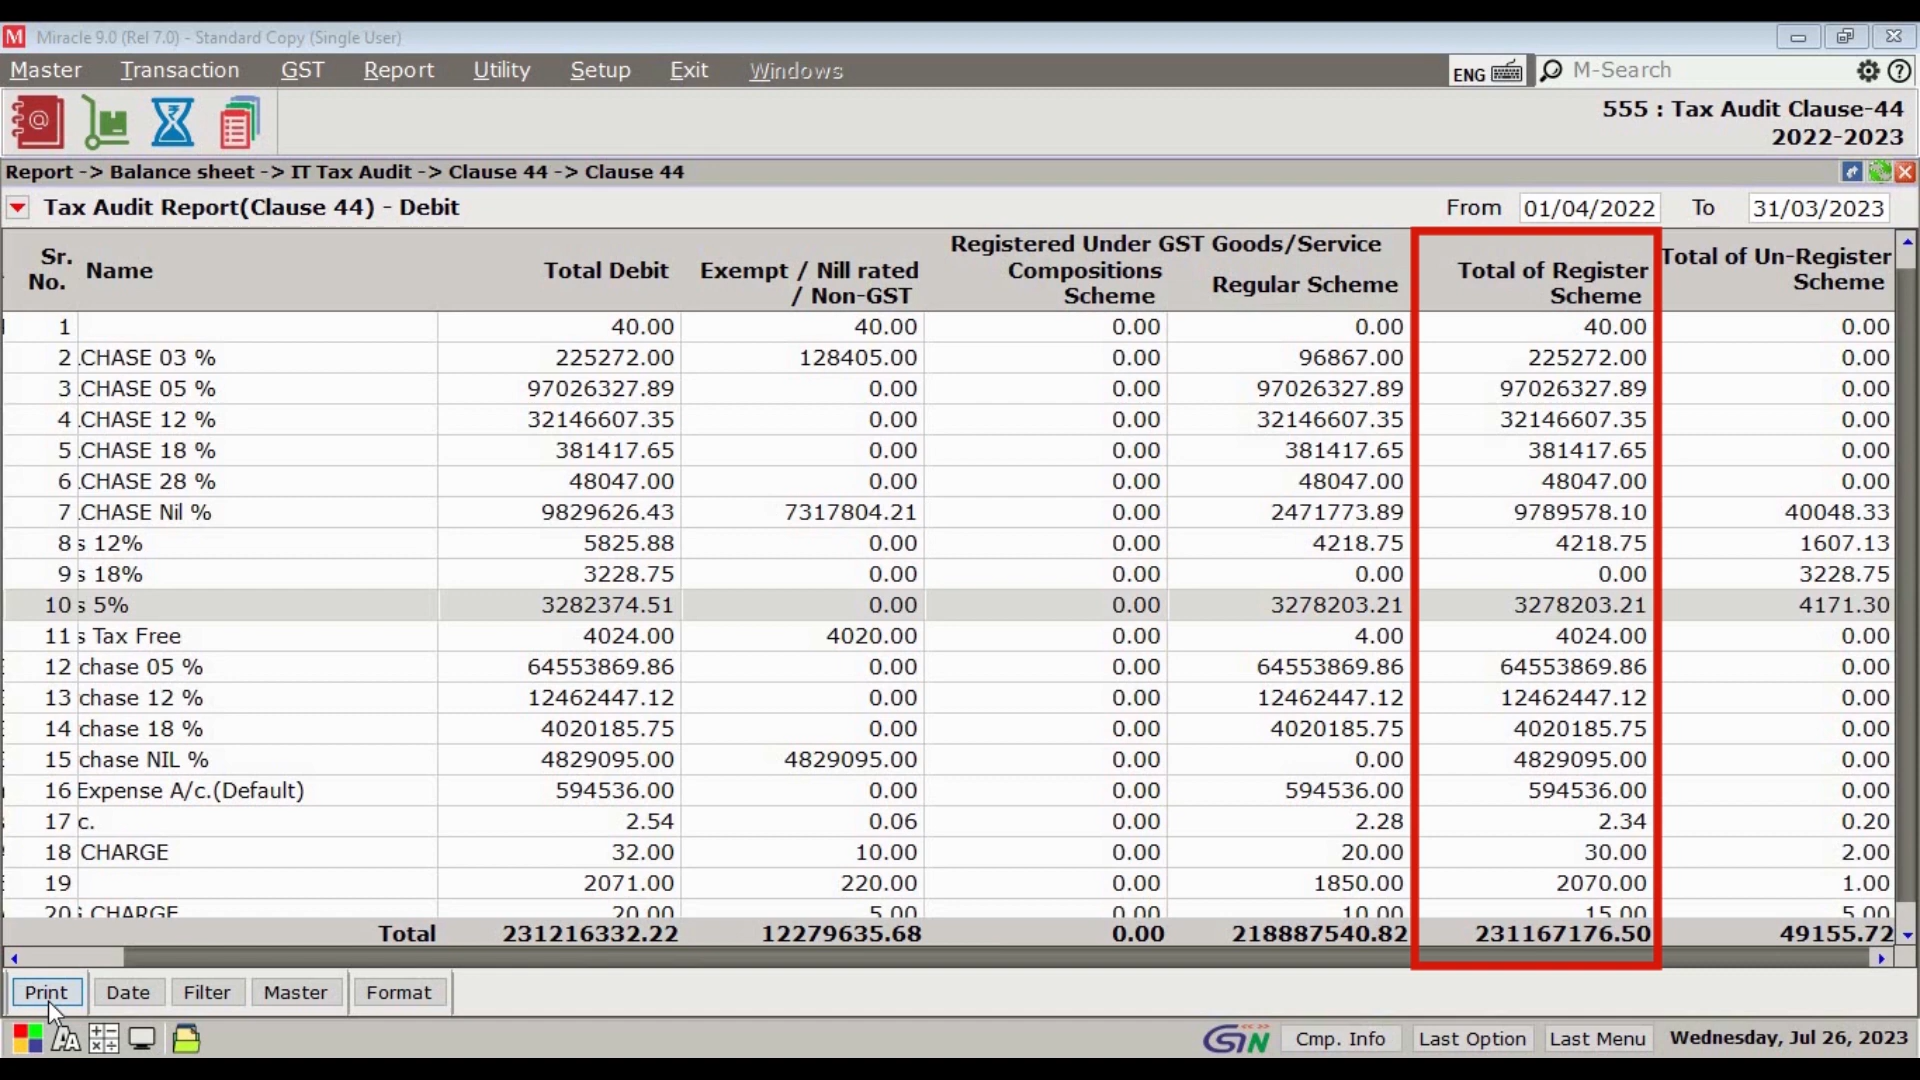 M Miracle 9.0 (Rel 7.0) - Standard Copy (Single User)
Master Transaction GST Report Utility Setup Exit Windows ENG M-Search
555 : Tax Audit Clause-44
2022-2023
Report -> Balance sheet -> IT Tax Audit -> Clause 44 -> Clause 44
Tax Audit Report(Clause 44) - Debit From 01/04/2022 To 31/03/2023
Sr. No. Name Total Debit Exempt / Nill rated / Non-GST Registered Under GST Goods/Service Compositions Scheme Regular Scheme Total of Register Scheme Total of Un-Register Scheme
1 40.00 40.00 0.00 0.00 40.00 0.00
2 CHASE 03 % 225272.00 128405.00 0.00 96867.00 225272.00 0.00
3 CHASE 05 % 97026327.89 0.00 0.00 97026327.89 97026327.89 0.00
4 CHASE 12 % 32146607.35 0.00 0.00 32146607.35 32146607.35 0.00
5 CHASE 18 % 381417.65 0.00 0.00 381417.65 381417.65 0.00
6 CHASE 28 % 48047.00 0.00 0.00 48047.00 48047.00 0.00
7 CHASE Nil % 9829626.43 7317804.21 0.00 2471773.89 9789578.10 40048.33
8 s 12% 5825.88 0.00 0.00 4218.75 4218.75 1607.13
9 s 18% 3228.75 0.00 0.00 0.00 0.00 3228.75
10 s 5% 3282374.51 0.00 0.00 3278203.21 3278203.21 4171.30
11 s Tax Free 4024.00 4020.00 0.00 4.00 4024.00 0.00
12 chase 05 % 64553869.86 0.00 0.00 64553869.86 64553869.86 0.00
13 chase 12 % 12462447.12 0.00 0.00 12462447.12 12462447.12 0.00
14 chase 18 % 4020185.75 0.00 0.00 4020185.75 4020185.75 0.00
15 chase NIL % 4829095.00 4829095.00 0.00 0.00 4829095.00 0.00
16 Expense A/c.(Default) 594536.00 0.00 0.00 594536.00 594536.00 0.00
17 c. 2.54 0.06 0.00 2.28 2.34 0.20
18 CHARGE 32.00 10.00 0.00 20.00 30.00 2.00
19 2071.00 220.00 0.00 1850.00 2070.00 1.00
20 CHARGE 20.00 5.00 0.00 10.00 15.00 5.00
Total 231216332.22 12279635.68 0.00 218887540.82 231167176.50 49155.72
Print Date Filter Master Format
GSTN Cmp. Info Last Option Last Menu Wednesday, Jul 26, 2023